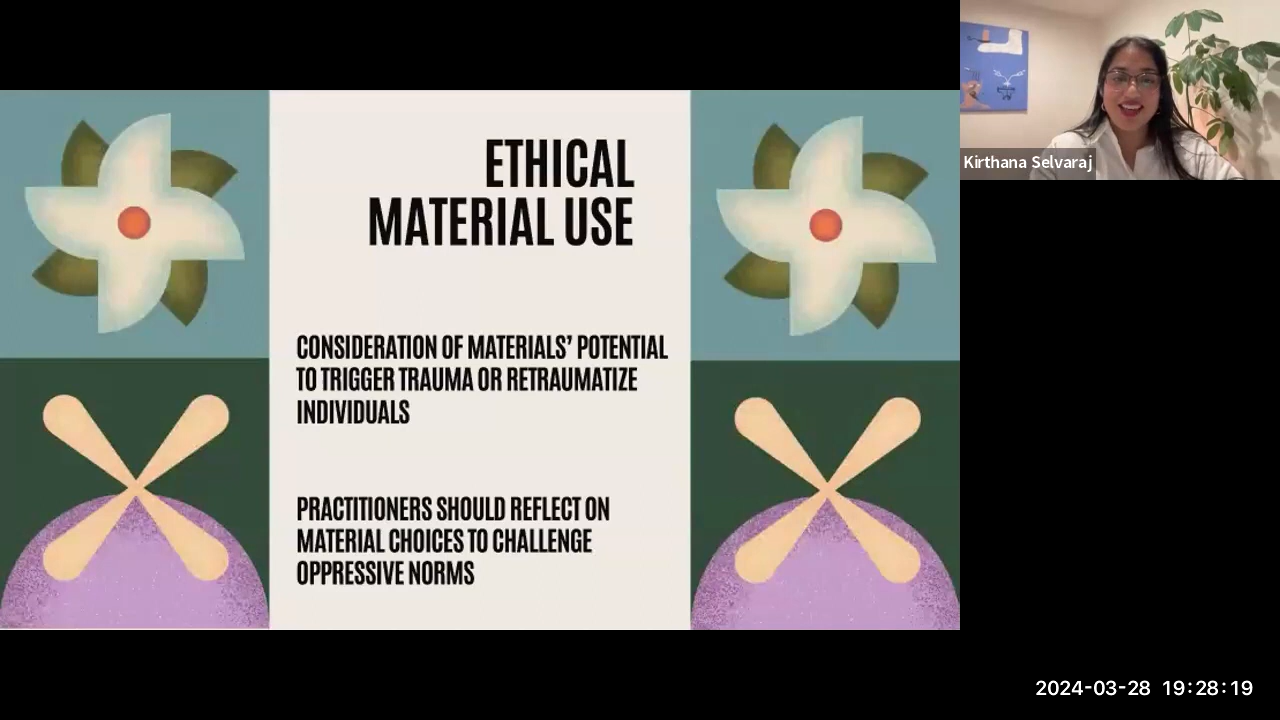 ETHICAL
MATERIAL USE
CONSIDERATION OF MATERIALS' POTENTIAL
TO TRIGGER TRAUMA OR RETRAUMATIZE
INDIVIDUALS
PRACTITIONERS SHOULD REFLECT ON
MATERIAL CHOICES TO CHALLENGE
OPPRESSIVE NORMS
Kirthana Selvaraj
2024-03-28 19:28:19